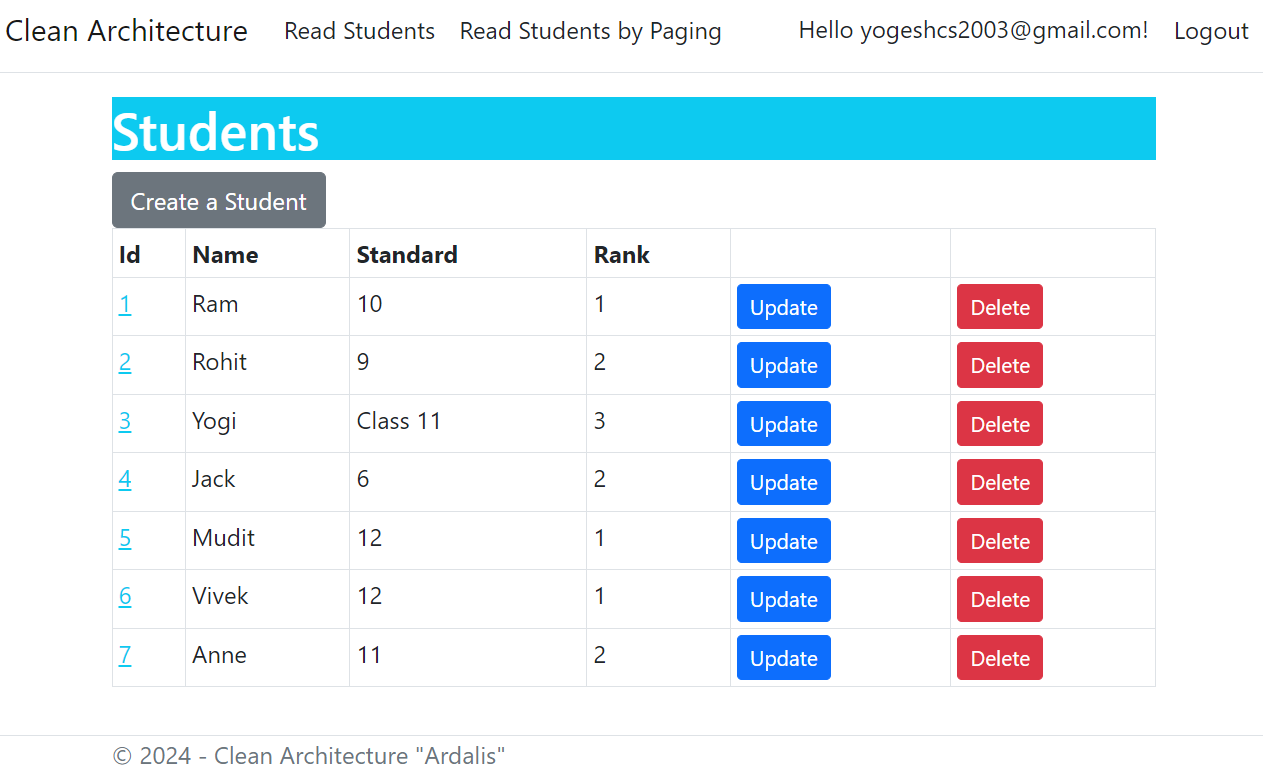 Clean Architecture Read Students Read Students by Paging Hello yogeshcs2003@gmail.com! Logout
Students
Create a Student
Id Name Standard Rank
1 Ram 10 1 Update Delete
2 Rohit 9 2 Update Delete
3 Yogi Class 11 3 Update Delete
4 Jack 6 2 Update Delete
5 Mudit 12 1 Update Delete
6 Vivek 12 1 Update Delete
7 Anne 11 2 Update Delete
© 2024 - Clean Architecture "Ardalis"